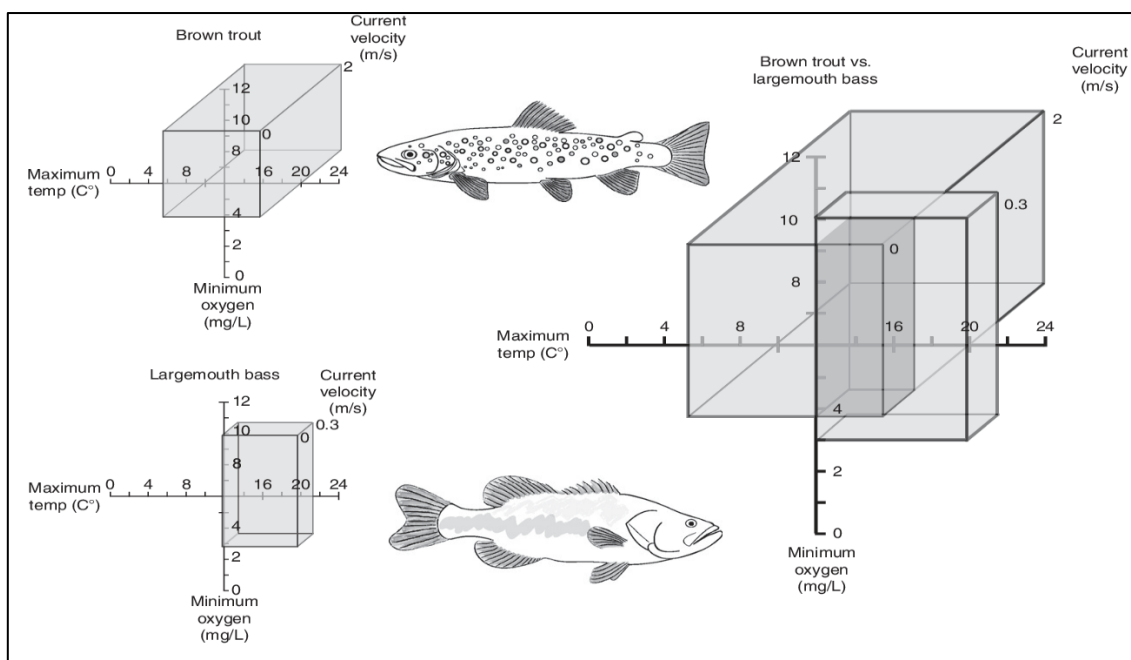 Brown trout
Current
velocity
(m/s)
2
12
10
8
0
Maximum
temp (C°)
0 4 8 16 20 24
4
2
0
Minimum
oxygen
(mg/L)
Largemouth bass
Current
velocity
(m/s)
12
0.3
10
0
8
Maximum
temp (C°)
0 4 8 16 20 24
4
2
0
Minimum
oxygen
(mg/L)
Brown trout vs.
largemouth bass
Current
velocity
(m/s)
2
12
0.3
10
0
8
Maximum
temp (C°)
0 4 8 16 20 24
4
2
0
Minimum
oxygen
(mg/L)